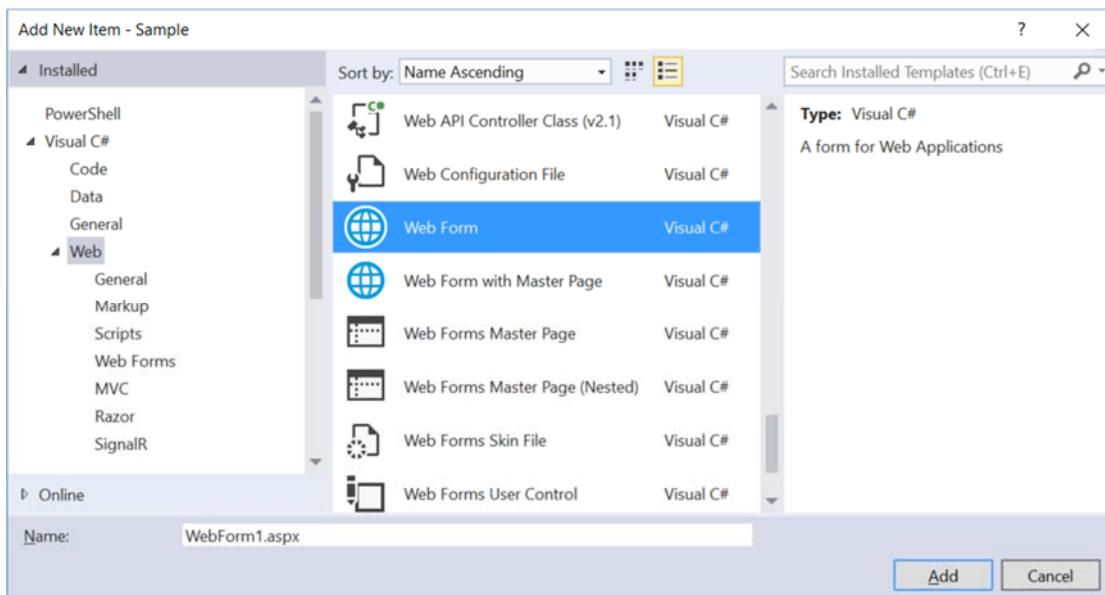 Add New Item - Sample
?
Installed
Sort by: Name Ascending
Search Installed Templates (Ctrl+E)
PowerShell
Visual C#
Code
Data
General
Web
General
Markup
Scripts
Web Forms
MVC
Razor
SignalR
Online
C#
Web API Controller Class (v2.1) Visual C#
Web Configuration File Visual C#
Web Form Visual C#
Web Form with Master Page Visual C#
Web Forms Master Page Visual C#
Web Forms Master Page (Nested) Visual C#
Web Forms Skin File Visual C#
Web Forms User Control Visual C#
Type: Visual C#
A form for Web Applications
Name: WebForm1.aspx
Add Cancel